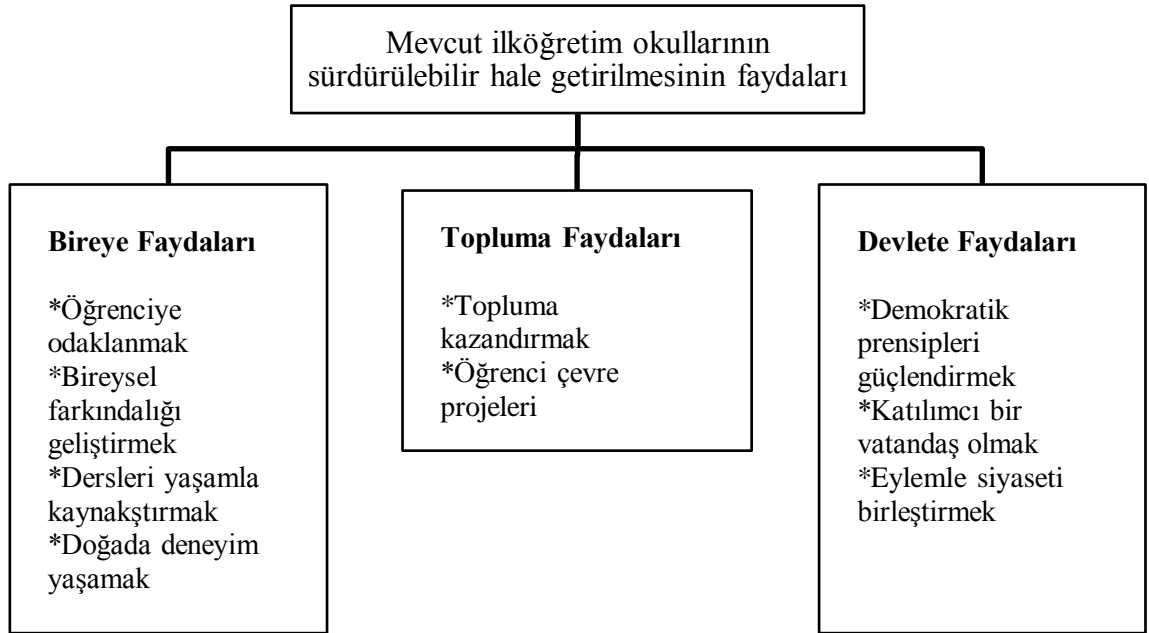 Mevcut ilköğretim okullarının
sürdürülebilir hale getirilmesinin faydaları
Bireye Faydaları
*Öğrenciye
odaklanmak
*Bireysel
farkındalığı
geliştirmek
*Dersleri yaşamla
kaynakştırmak
*Doğada deneyim
yaşamak
Topluma Faydaları
*Topluma
kazandırmak
*Öğrenci çevre
projeleri
Devlete Faydaları
*Demokratik
prensipleri
güçlendirmek
*Katılımcı bir
vatandaş olmak
*Eylemle siyaseti
birleştirmek